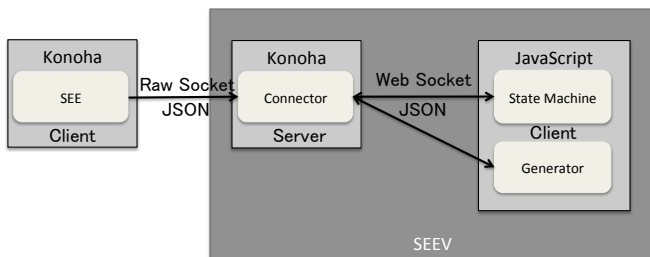 Konoha
SEE
Client
Raw Socket
JSON
Konoha
Connector
Server
Web Socket
JSON
JavaScript
State Machine
Client
Generator
SEEV